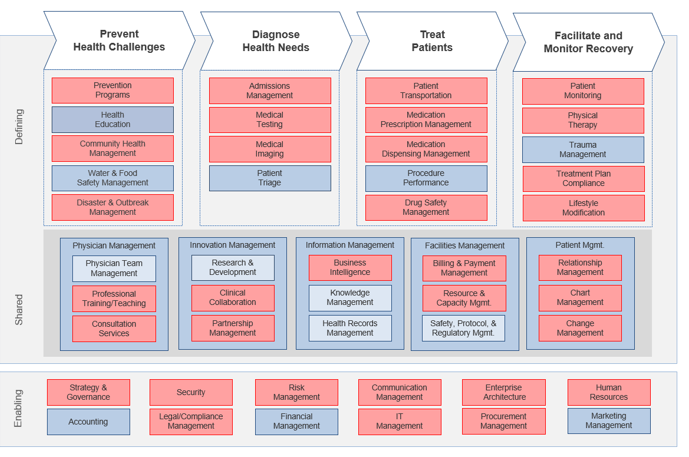 Prevent
Health Challenges
Diagnose
Health Needs
Treat
Patients
Facilitate and
Monitor Recovery
Defining
Prevention
Programs
Health
Education
Community Health
Management
Water & Food
Safety Management
Disaster & Outbreak
Management
Admissions
Management
Medical
Testing
Medical
Imaging
Patient
Triage
Patient
Transportation
Medication
Prescription Management
Medication
Dispensing Management
Procedure
Performance
Drug Safety
Management
Patient
Monitoring
Physical
Therapy
Trauma
Management
Treatment Plan
Compliance
Lifestyle
Modification
Shared
Physician Management
Physician Team
Management
Professional
Training/Teaching
Consultation
Services
Innovation Management
Research &
Development
Clinical
Collaboration
Partnership
Management
Information Management
Business
Intelligence
Knowledge
Management
Health Records
Management
Facilities Management
Billing & Payment
Management
Resource &
Capacity Mgmt.
Safety, Protocol, &
Regulatory Mgmt.
Patient Mgmt.
Relationship
Management
Chart
Management
Change
Management
Enabling
Strategy &
Governance
Security
Risk
Management
Communication
Management
Enterprise
Architecture
Human
Resources
Accounting
Legal/Compliance
Management
Financial
Management
IT
Management
Procurement
Management
Marketing
Management